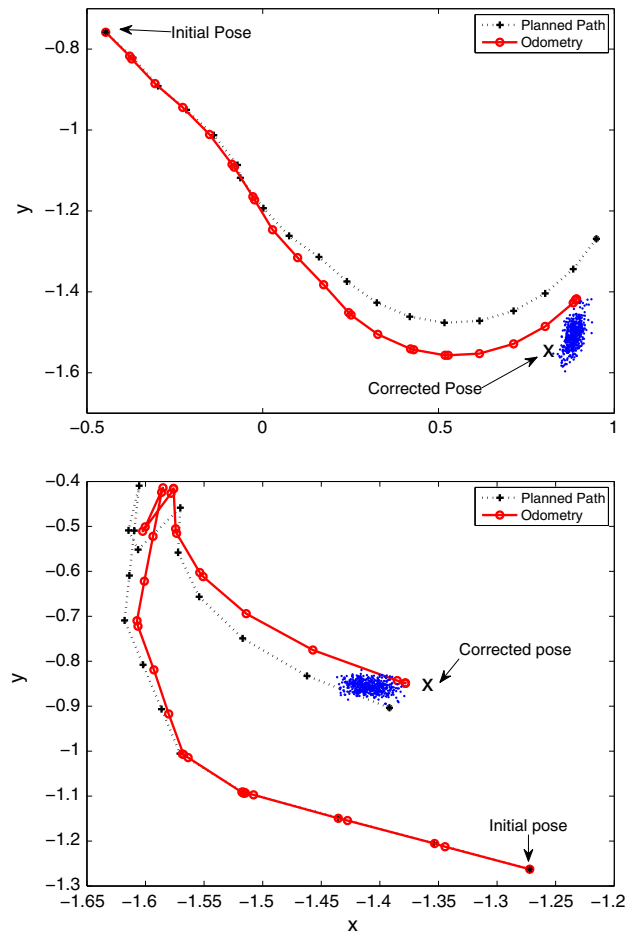 Initial Pose
Planned Path
Odometry
−0.8
−1
−1.2
−1.4
−1.6
y
Corrected Pose
−0.5
0
0.5
1
−0.4
−0.5
−0.6
−0.7
−0.8
−0.9
−1
−1.1
−1.2
−1.3
y
Planned Path
Odometry
Corrected pose
Initial pose
x
x
−1.65
−1.6
−1.55
−1.5
−1.45
−1.4
−1.35
−1.3
−1.25
−1.2
x